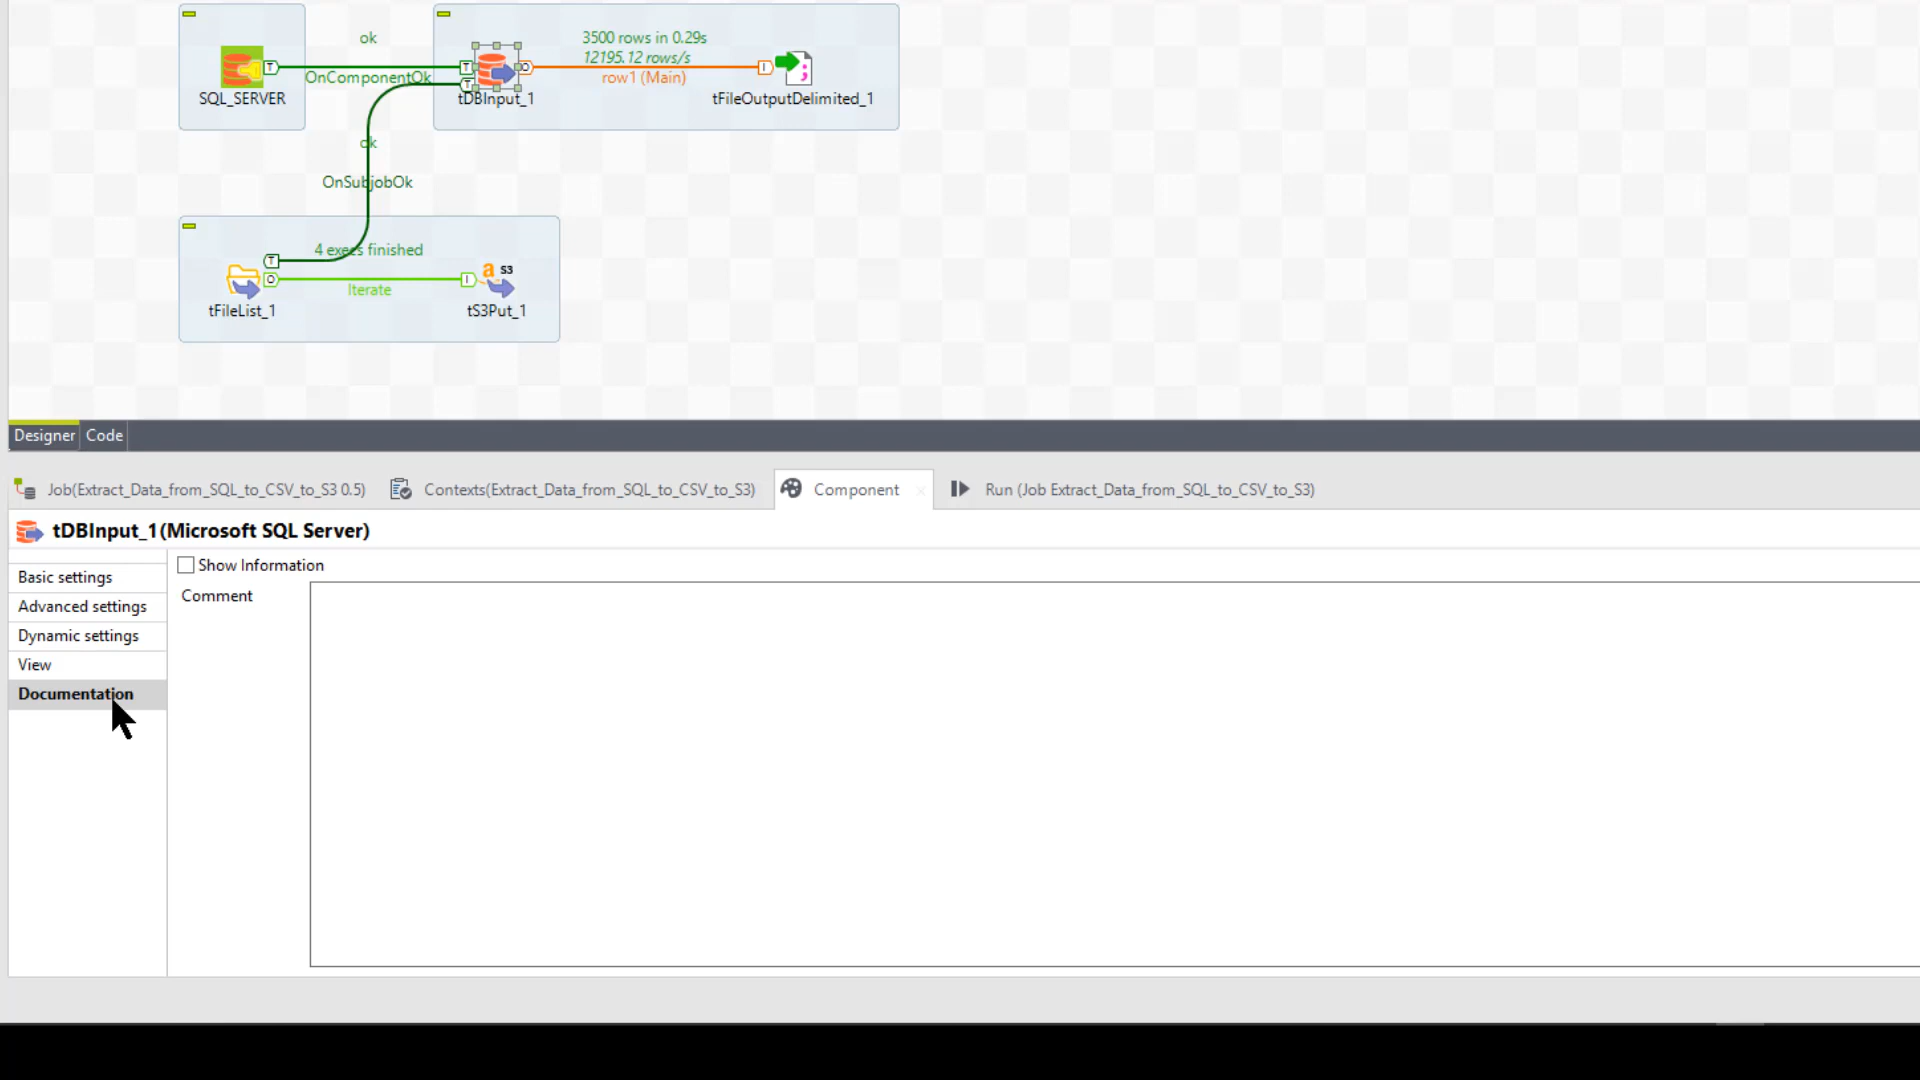 ok
3500 rows in 0.29s
12195.12 rows/s
T
OnComponentOk
T
T
O
row1 (Main)
I
SQL_SERVER
tDBInput_1
tFileOutputDelimited_1
ok
OnSubjobOk
4 execs finished
T
O
Iterate
I
a S3
tFileList_1
tS3Put_1
Designer
Code
Job(Extract_Data_from_SQL_to_CSV_to_S3 0.5)
Contexts(Extract_Data_from_SQL_to_CSV_to_S3)
Component
Run (Job Extract_Data_from_SQL_to_CSV_to_S3)
tDBInput_1(Microsoft SQL Server)
Basic settings
Advanced settings
Dynamic settings
View
Documentation
Show Information
Comment